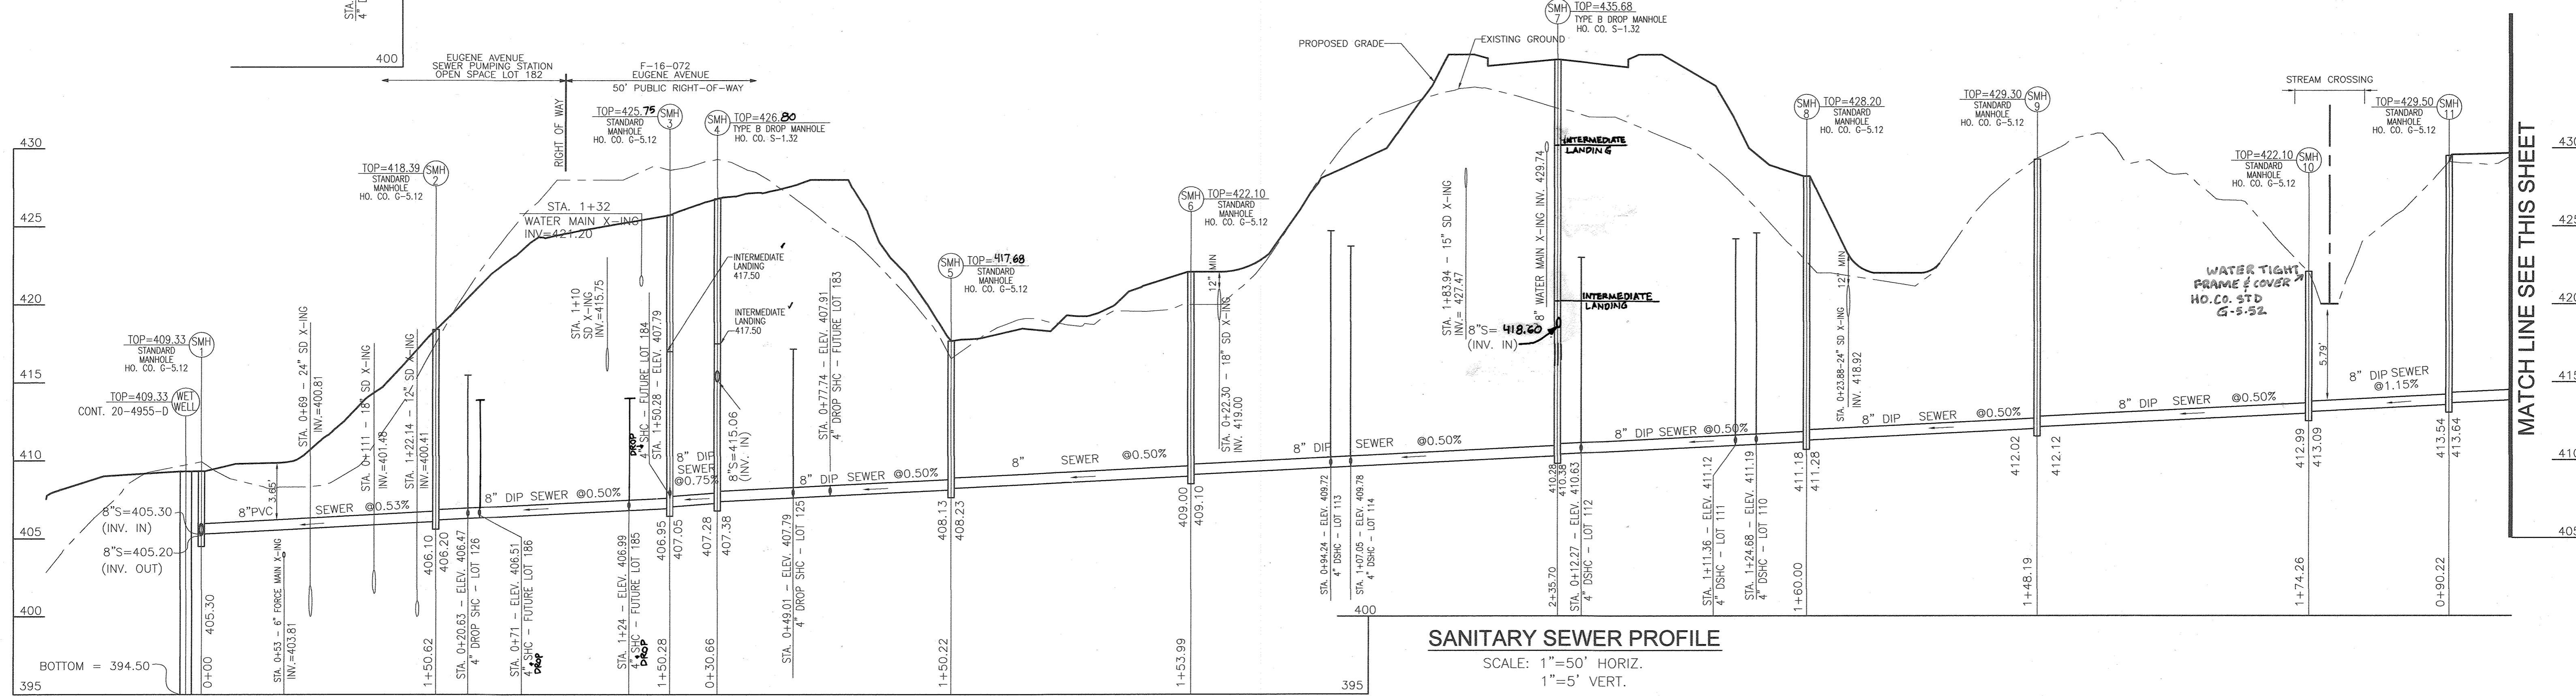 STA.
4" D
400
EUGENE AVENUE
SEWER PUMPING STATION
OPEN SPACE LOT 182
F-16-072
EUGENE AVENUE
50' PUBLIC RIGHT-OF-WAY
RIGHT OF WAY
430
425
420
415
410
405
400
395
WET
WELL
TOP=409.33
CONT. 20-4955-D
SMH
1
TOP=409.33
STANDARD
MANHOLE
HO. CO. G-5.12
8"S=405.30
(INV. IN)
8"S=405.20
(INV. OUT)
BOTTOM = 394.50
0+00
405.30
STA. 0+53 - 6" FORCE MAIN X-ING
INV.=403.81
3.65'
STA. 0+69 - 24" SD X-ING
INV.=400.81
STA. 0+111 - 18" SD X-ING
INV.=401.48
STA. 1+22.14 - 12" SD X-ING
INV.=400.41
8"PVC SEWER @0.53%
SMH
2
TOP=418.39
STANDARD
MANHOLE
HO. CO. G-5.12
1+50.62
406.10
406.20
STA. 0+20.63 - ELEV. 406.47
4" DROP SHC - LOT 126
STA. 0+71 - ELEV. 406.51
4" SHC - FUTURE LOT 186
DROP
8" DIP SEWER @0.50%
STA. 1+10
SD X-ING
INV.=415.75
STA. 1+32
WATER MAIN X-ING
INV=421.20
STA. 1+24 - ELEV. 406.99
4" SHC - FUTURE LOT 185
DROP
DROP
4" SHC - FUTURE LOT 184
STA. 1+50.28 - ELEV. 407.79
SMH
3
TOP=425.75
STANDARD
MANHOLE
HO. CO. G-5.12
1+50.28
406.95
407.05
8" DIP
SEWER
@0.75%
SMH
4
TOP=426.80
TYPE B DROP MANHOLE
HO. CO. S-1.32
INTERMEDIATE
LANDING
417.50
INTERMEDIATE
LANDING
417.50
8"S=415.06
(INV. IN)
0+30.66
407.28
407.38
STA. 0+49.01 - ELEV. 407.79
4" DROP SHC - LOT 125
STA. 0+77.74 - ELEV. 407.91
4" DROP SHC - FUTURE LOT 183
8" DIP SEWER @0.50%
SMH
5
TOP=417.68
STANDARD
MANHOLE
HO. CO. G-5.12
1+50.22
408.13
408.23
8" SEWER @0.50%
SMH
6
TOP=422.10
STANDARD
MANHOLE
HO. CO. G-5.12
1+53.99
409.00
409.10
12" MIN
STA. 0+22.30 - 18" SD X-ING
INV. 419.00
8" DIP SEWER @0.50%
STA. 0+94.24 - ELEV. 409.72
4" DSHC - LOT 113
STA. 1+07.05 - ELEV. 409.78
4" DSHC - LOT 114
PROPOSED GRADE
EXISTING GROUND
STA. 1+83.94 - 15" SD X-ING
INV.= 427.47
8" WATER MAIN X-ING INV. 429.74
SMH
7
TOP=435.68
TYPE B DROP MANHOLE
HO. CO. S-1.32
INTERMEDIATE
LANDING
INTERMEDIATE
LANDING
8"S= 418.60
(INV. IN)
2+35.70
410.28
410.38
STA. 0+12.27 - ELEV. 410.63
4" DSHC - LOT 112
8" DIP SEWER @0.50%
STA. 1+11.36 - ELEV. 411.12
4" DSHC - LOT 111
STA. 1+24.68 - ELEV. 411.19
4" DSHC - LOT 110
SMH
8
TOP=428.20
STANDARD
MANHOLE
HO. CO. G-5.12
1+60.00
411.18
411.28
12" MIN
STA. 0+23.88-24" SD X-ING
INV. 418.92
8" DIP SEWER @0.50%
SMH
9
TOP=429.30
STANDARD
MANHOLE
HO. CO. G-5.12
1+48.19
412.02
412.12
8" DIP SEWER @0.50%
SMH
10
TOP=422.10
STANDARD
MANHOLE
HO. CO. G-5.12
WATER TIGHT
FRAME & COVER
HO.CO. STD
G-5.52
1+74.26
412.99
413.09
STREAM CROSSING
5.79'
8" DIP SEWER
@1.15%
SMH
11
TOP=429.50
STANDARD
MANHOLE
HO. CO. G-5.12
0+90.22
413.54
413.64
MATCH LINE SEE THIS SHEET
430
425
420
415
410
405
400
395
SANITARY SEWER PROFILE
SCALE: 1"=50' HORIZ.
1"=5' VERT.